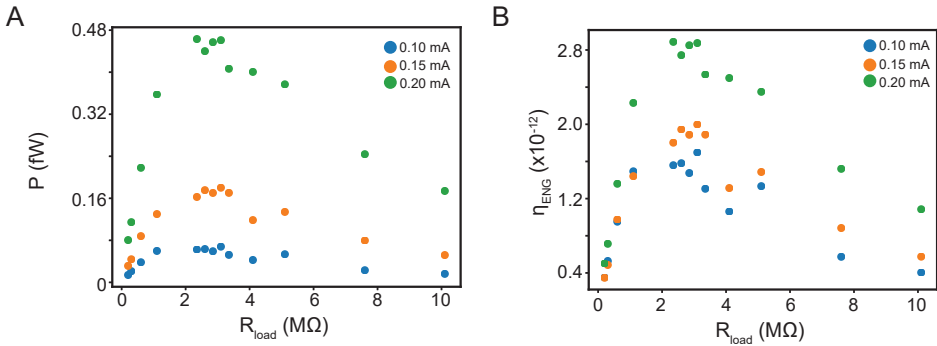 A
P (fW)
0.48
0.32
0.16
0
0 2 4 6 8 10
R_load (MΩ)
0.10 mA
0.15 mA
0.20 mA
B
η_ENG (x10^-12)
2.8
2.0
1.2
0.4
0 2 4 6 8 10
R_load (MΩ)
0.10 mA
0.15 mA
0.20 mA